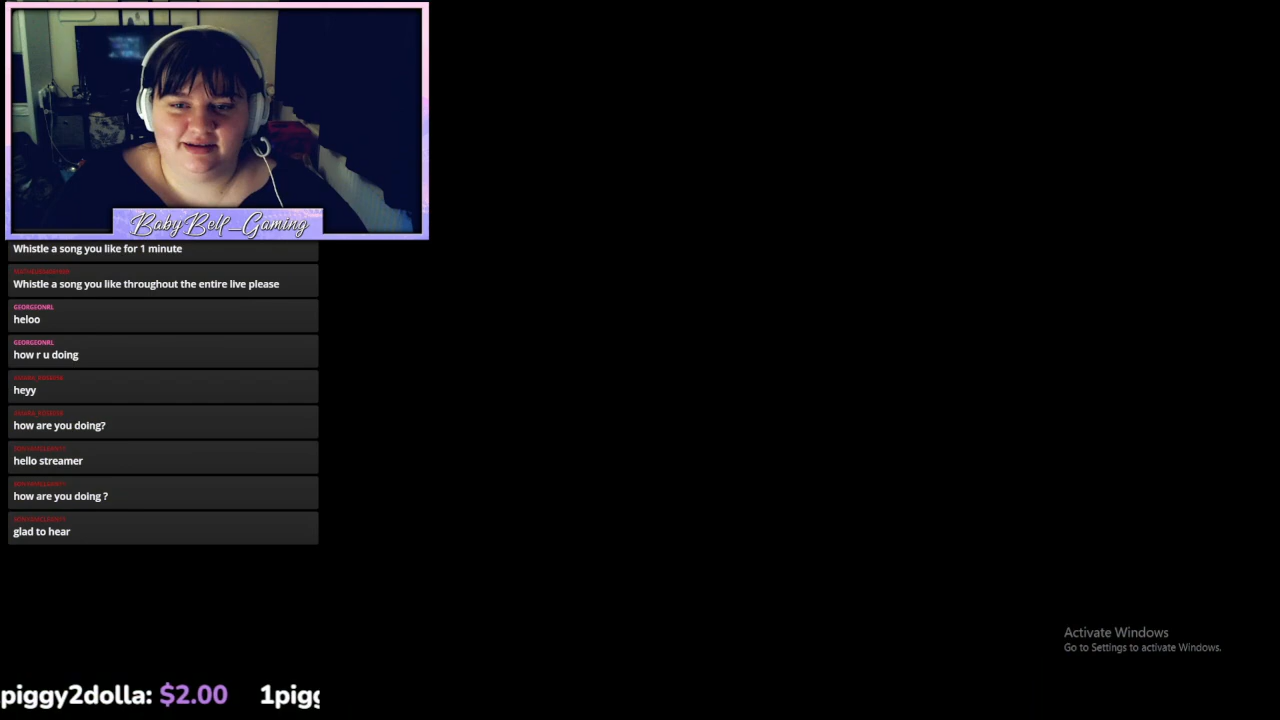 BabyBelf_Gaming
Whistle a song you like for 1 minute
Whistle a song you like throughout the entire live please
GEORGEONRL
heloo
GEORGEONRL
how r u doing
heyy
how are you doing?
hello streamer
how are you doing ?
glad to hear
Activate Windows
Go to Settings to activate Windows.
piggy2dolla: $2.00 1pigg